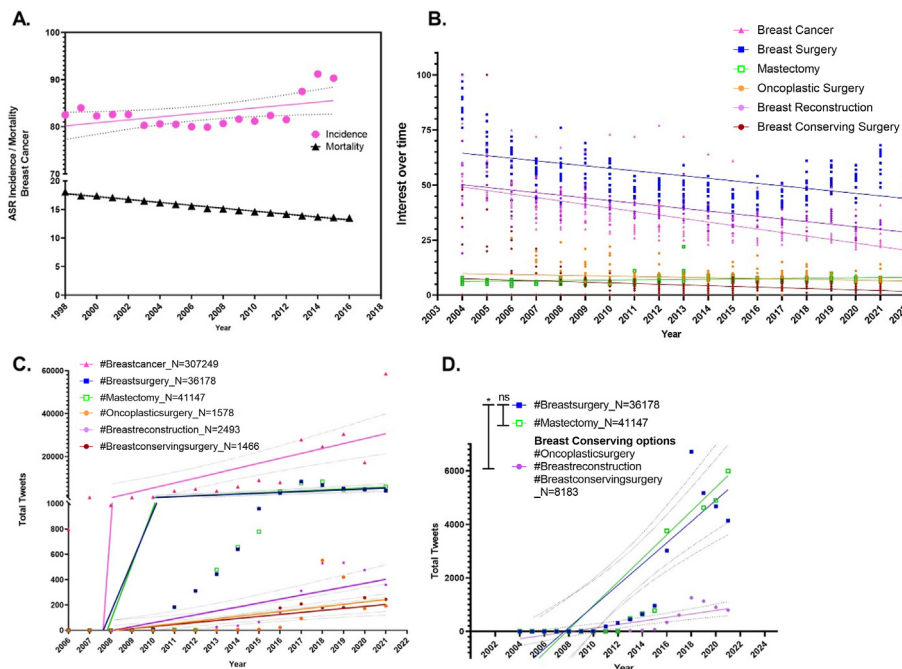 A.
ASR Incidence / Mortality
Breast Cancer
100
90
80
70
20
15
10
5
0
Incidence
Mortality
1998
2000
2002
2004
2006
2008
2010
2012
2014
2016
2018
Year
B.
Breast Cancer
Breast Surgery
Mastectomy
Oncoplastic Surgery
Breast Reconstruction
Breast Conserving Surgery
Interest over time
100
75
50
25
0
2003
2004
2005
2006
2007
2008
2009
2010
2011
2012
2013
2014
2015
2016
2017
2018
2019
2020
2021
Year
C.
#Breastcancer_N=307249
#Breastsurgery_N=36178
#Mastectomy_N=41147
#Oncoplasticsurgery_N=1578
#Breastreconstruction_N=2493
#Breastconservingsurgery_N=1466
Total Tweets
60000
40000
20000
1000
800
600
400
200
0
2006
2007
2008
2009
2010
2011
2012
2013
2014
2015
2016
2017
2018
2019
2020
2021
2022
Year
D.
* ns
#Breastsurgery_N=36178
#Mastectomy_N=41147
Breast Conserving options
#Oncoplasticsurgery
#Breastreconstruction
#Breastconservingsurgery
_N=8183
Total Tweets
6000
4000
2000
0
2002
2004
2006
2008
2010
2012
2014
2016
2018
2020
2022
2024
Year